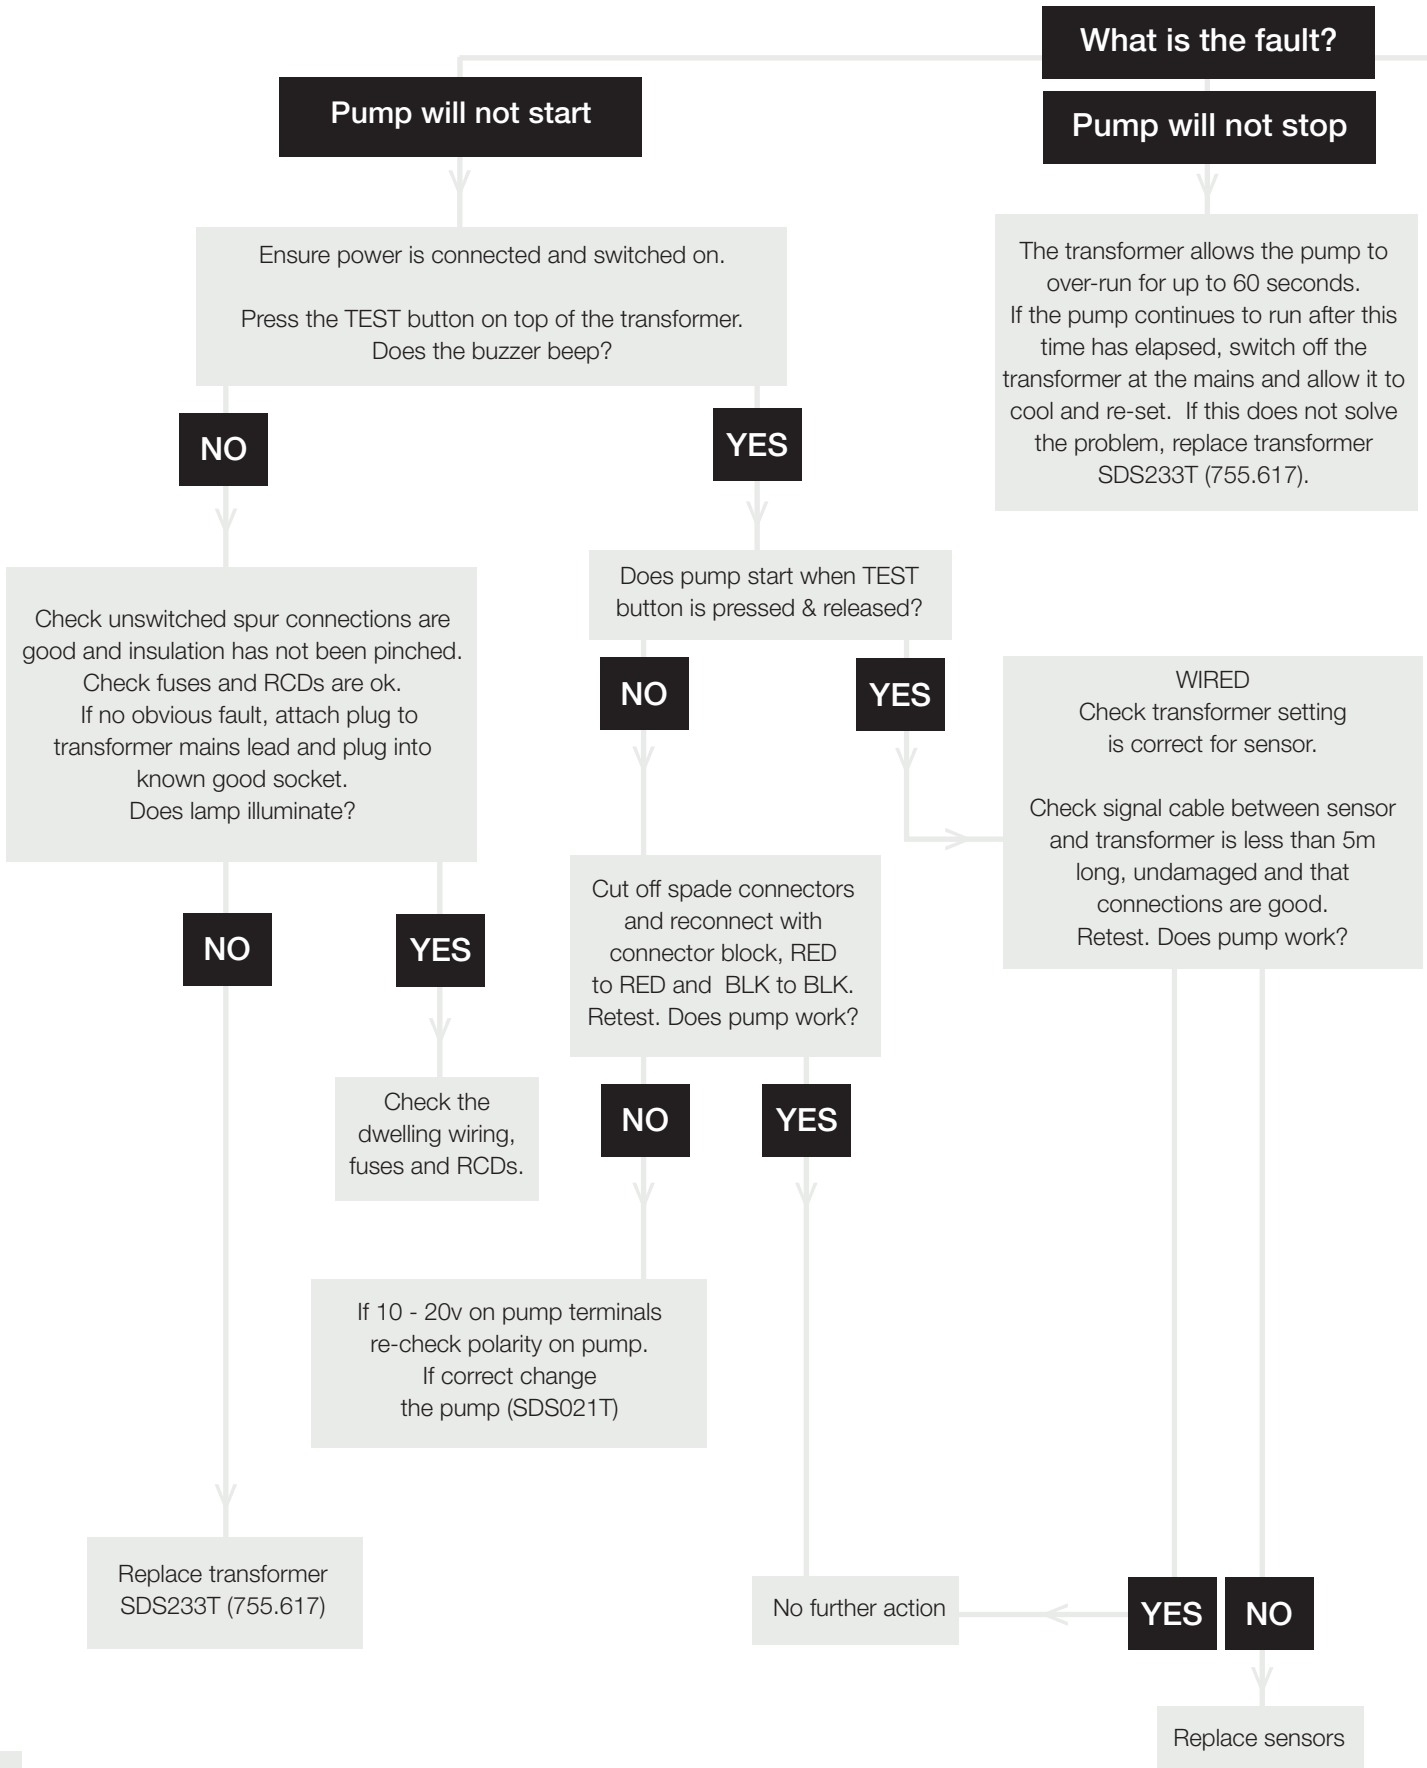 What is the fault?
Pump will not start
Pump will not stop
Ensure power is connected and switched on.
Press the TEST button on top of the transformer.
Does the buzzer beep?
The transformer allows the pump to
over-run for up to 60 seconds.
If the pump continues to run after this
time has elapsed, switch off the
transformer at the mains and allow it to
cool and re-set.  If this does not solve
the problem, replace transformer
SDS233T (755.617).
NO
YES
Check unswitched spur connections are
good and insulation has not been pinched.
Check fuses and RCDs are ok.
If no obvious fault, attach plug to
transformer mains lead and plug into
known good socket.
Does lamp illuminate?
Does pump start when TEST
button is pressed & released?
NO
YES
WIRED
Check transformer setting
is correct for sensor.
Check signal cable between sensor
and transformer is less than 5m
long, undamaged and that
connections are good.
Retest. Does pump work?
Cut off spade connectors
and reconnect with
connector block, RED
to RED and  BLK to BLK.
Retest. Does pump work?
NO
YES
Check the
dwelling wiring,
fuses and RCDs.
NO
YES
If 10 - 20v on pump terminals
re-check polarity on pump.
If correct change
the pump (SDS021T)
Replace transformer
SDS233T (755.617)
No further action
YES
NO
Replace sensors